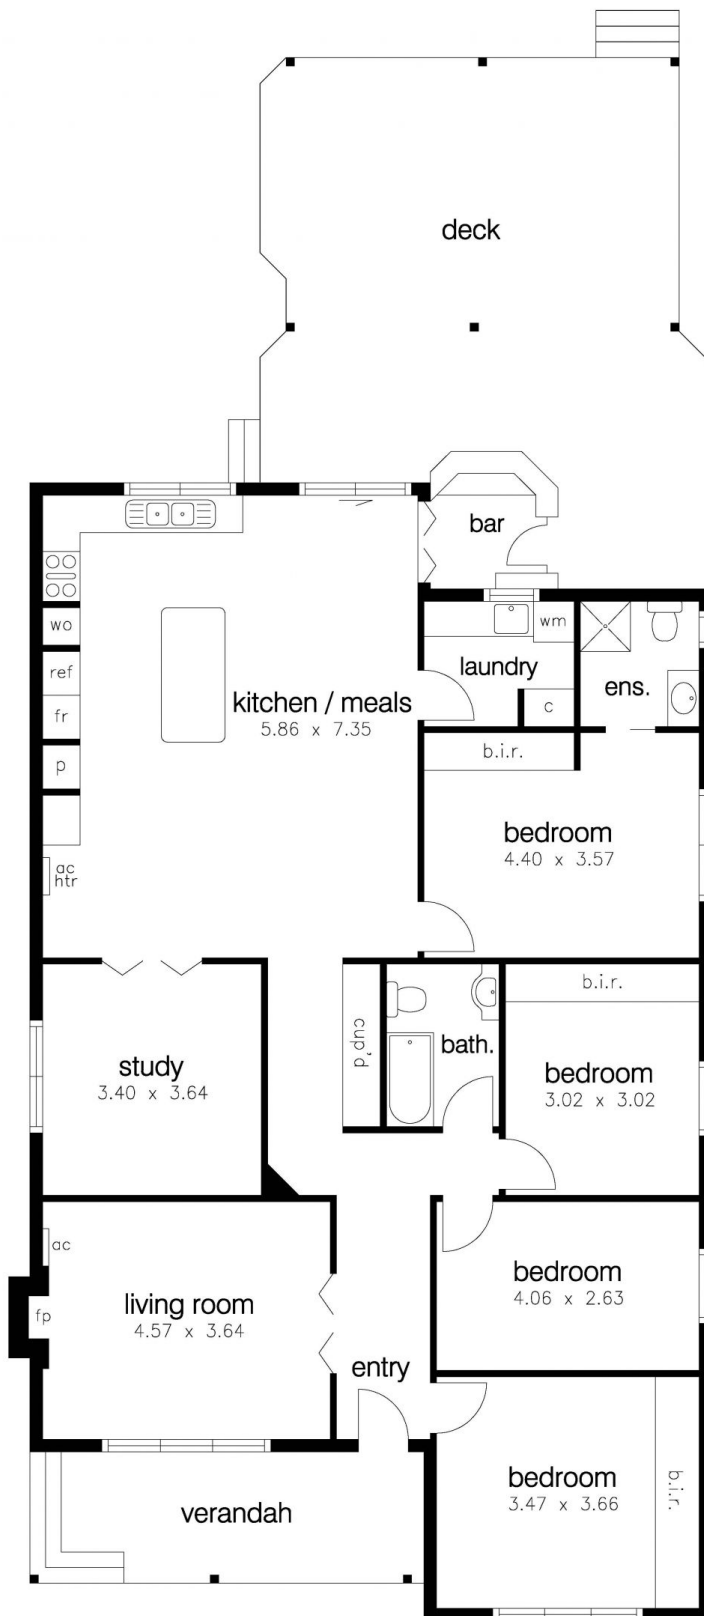 deck
bar
wo
wm
ref
laundry
ens.
fr
kitchen / meals
5.86 x 7.35
c
p
b.i.r.
bedroom
4.40 x 3.57
ac
htr
b.i.r.
cup'd
bath.
study
3.40 x 3.64
bedroom
3.02 x 3.02
ac
bedroom
4.06 x 2.63
fp
living room
4.57 x 3.64
entry
bedroom
3.47 x 3.66
b.i.r.
verandah